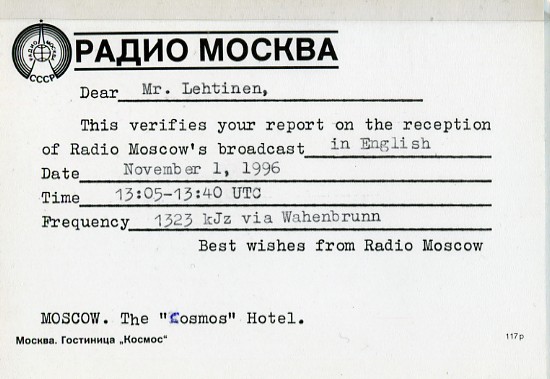 РАДИО МОСКВА
РАДИО МОСКВА
СССР
Dear Mr. Lehtinen,
This verifies your report on the reception
of Radio Moscow's broadcast in English
Date November 1, 1996
Time 13:05-13:40 UTC
Frequency 1323 kJz via Wahenbrunn
Best wishes from Radio Moscow
MOSCOW. The "Cosmos" Hotel.
Москва. Гостиница „Космос“
117р